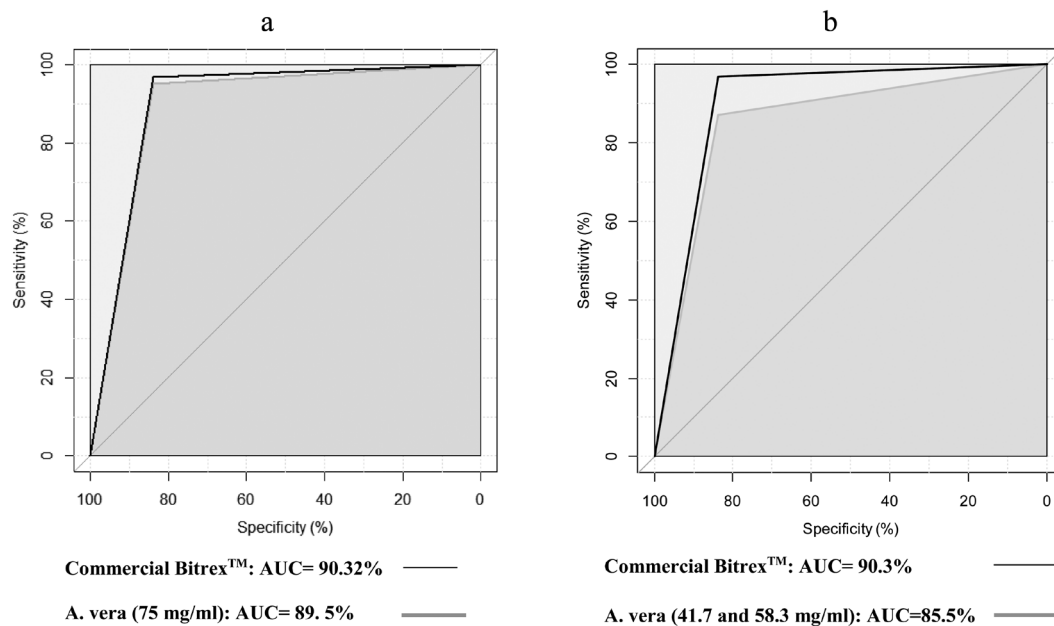 a
b
100
80
60
40
20
0
Sensitivity (%)
100
80
60
40
20
0
Specificity (%)
100
80
60
40
20
0
Sensitivity (%)
100
80
60
40
20
0
Specificity (%)
Commercial Bitrex™: AUC= 90.32%
A. vera (75 mg/ml): AUC= 89. 5%
Commercial Bitrex™: AUC= 90.3%
A. vera (41.7 and 58.3 mg/ml): AUC=85.5%